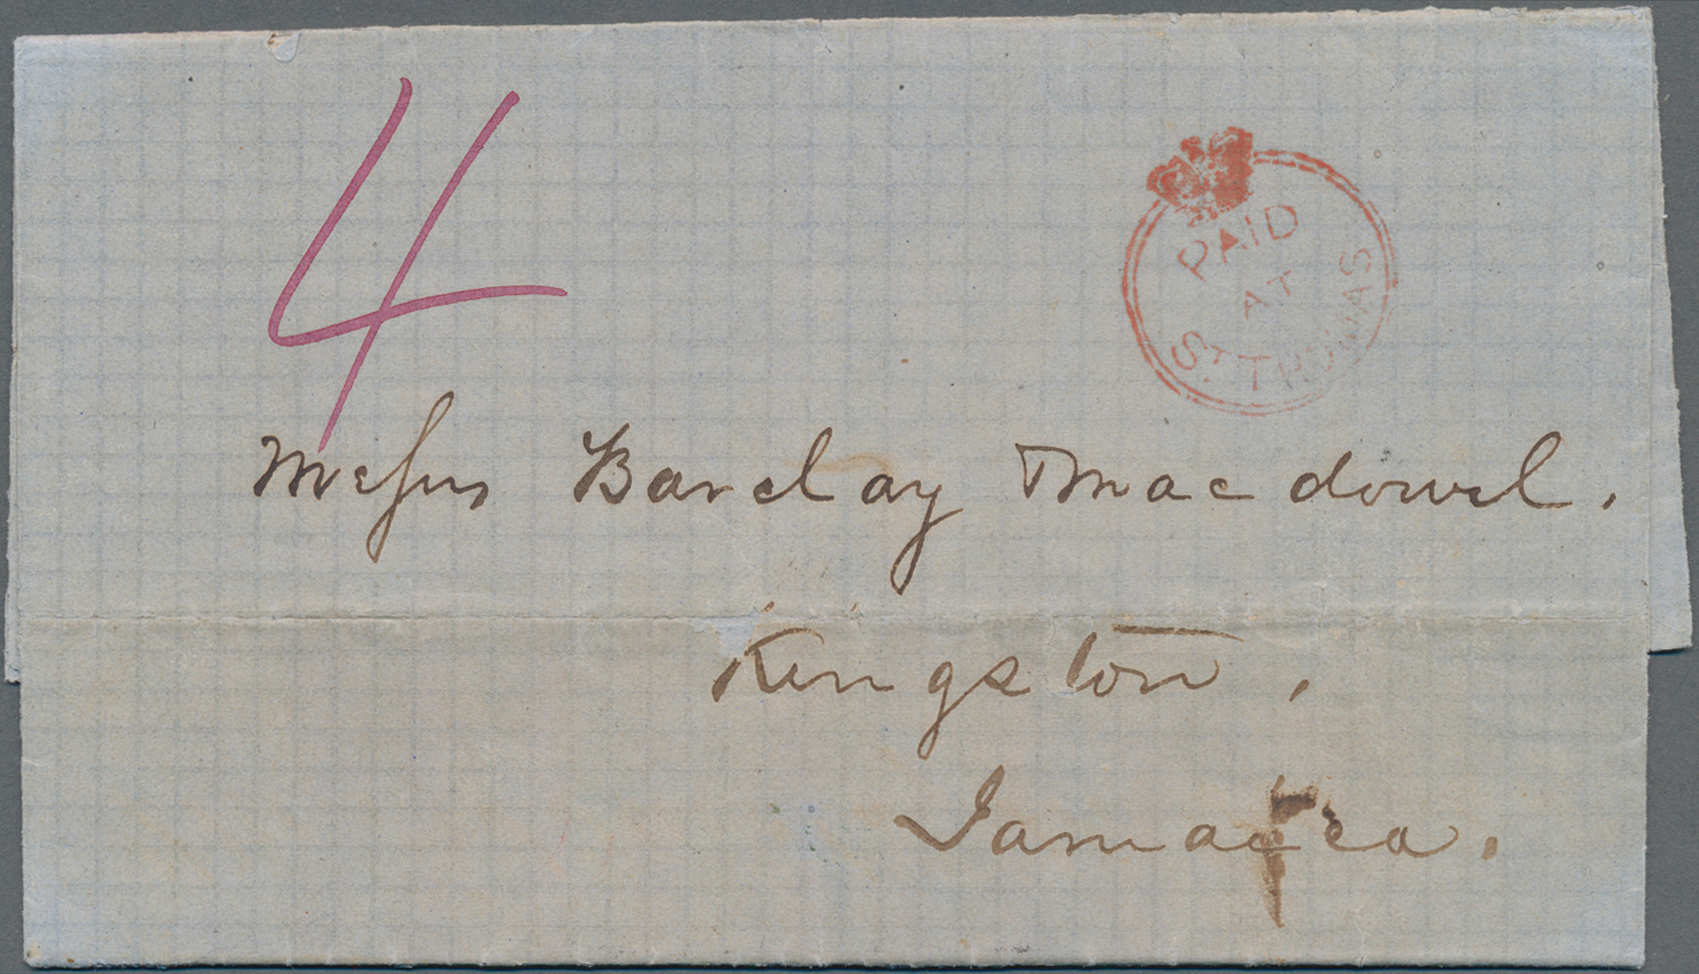 4
PAID
AT
ST. THOMAS
Messrs Barclay & Macdowel.
Kingston,
Jamaica.